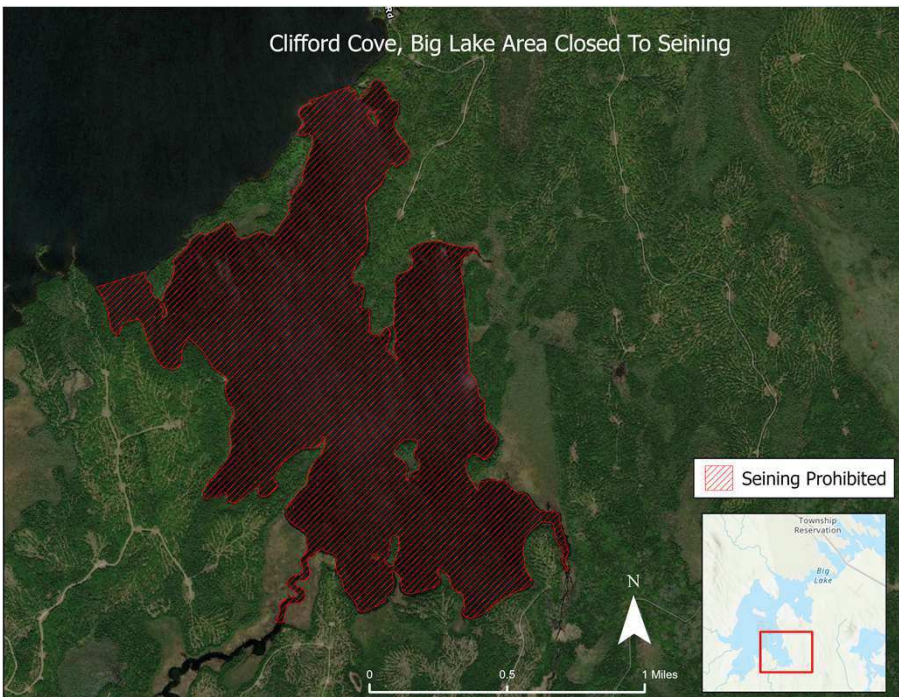 Rd
Clifford Cove, Big Lake Area Closed To Seining
Seining Prohibited
Township
Reservation
Big
Lake
N
0
0.5
1 Miles